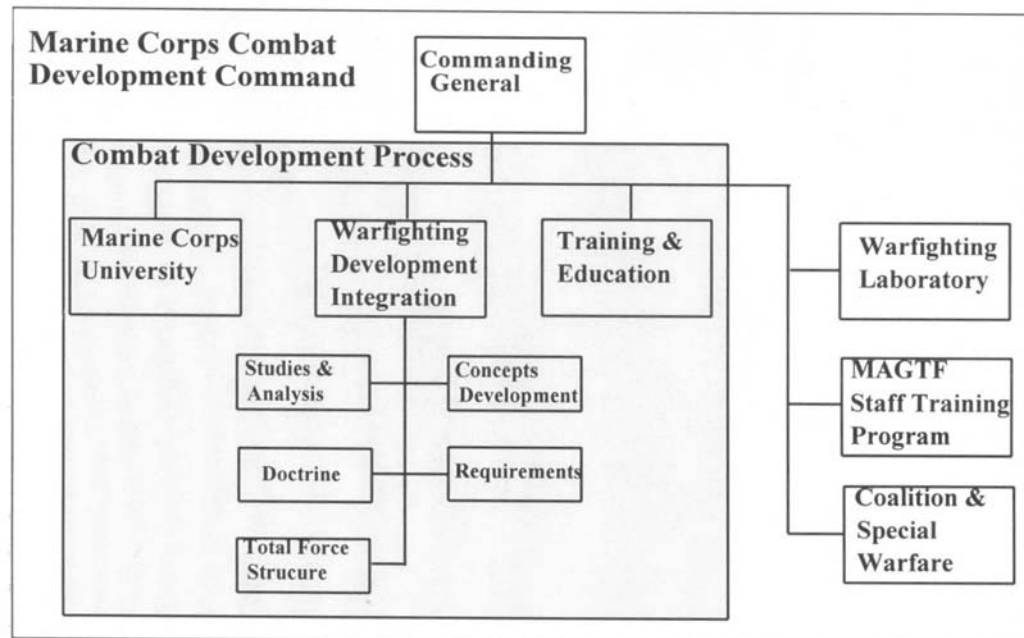 Marine Corps Combat
Development Command
Commanding
General
Combat Development Process
Marine Corps
University
Warfighting
Development
Integration
Training &
Education
Studies &
Analysis
Concepts
Development
Doctrine
Requirements
Total Force
Strucure
Warfighting
Laboratory
MAGTF
Staff Training
Program
Coalition &
Special
Warfare